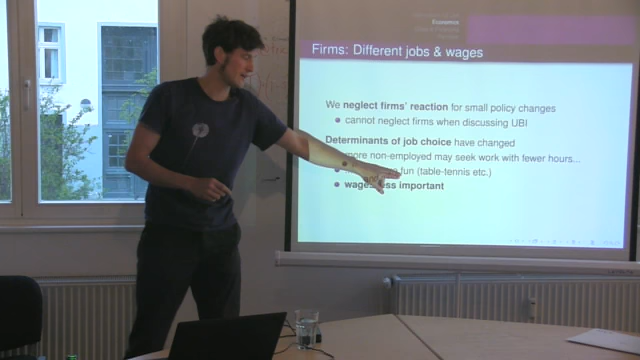 Economics
Firms: Different jobs & wages
We neglect firms' reaction for small policy changes
cannot neglect firms when discussing UBI
Determinants of job choice have changed
more non-employed may seek work with fewer hours...
fun (table-tennis etc.)
wage less important